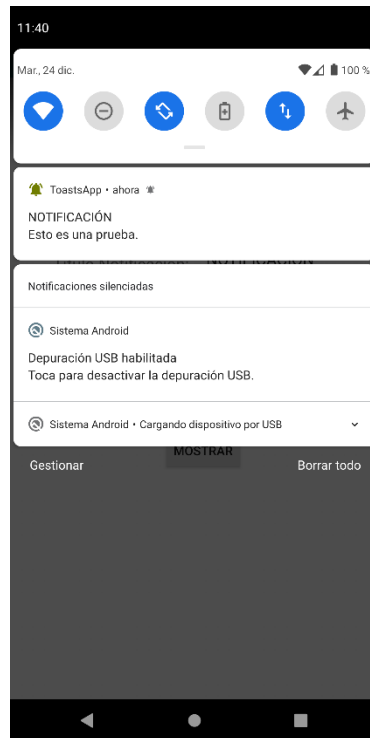 11:40
Mar., 24 dic.
100 %
ToastsApp • ahora
NOTIFICACIÓN
Esto es una prueba.
Notificaciones silenciadas
Sistema Android
Depuración USB habilitada
Toca para desactivar la depuración USB.
Sistema Android • Cargando dispositivo por USB
MOSTRAR
Gestionar
Borrar todo